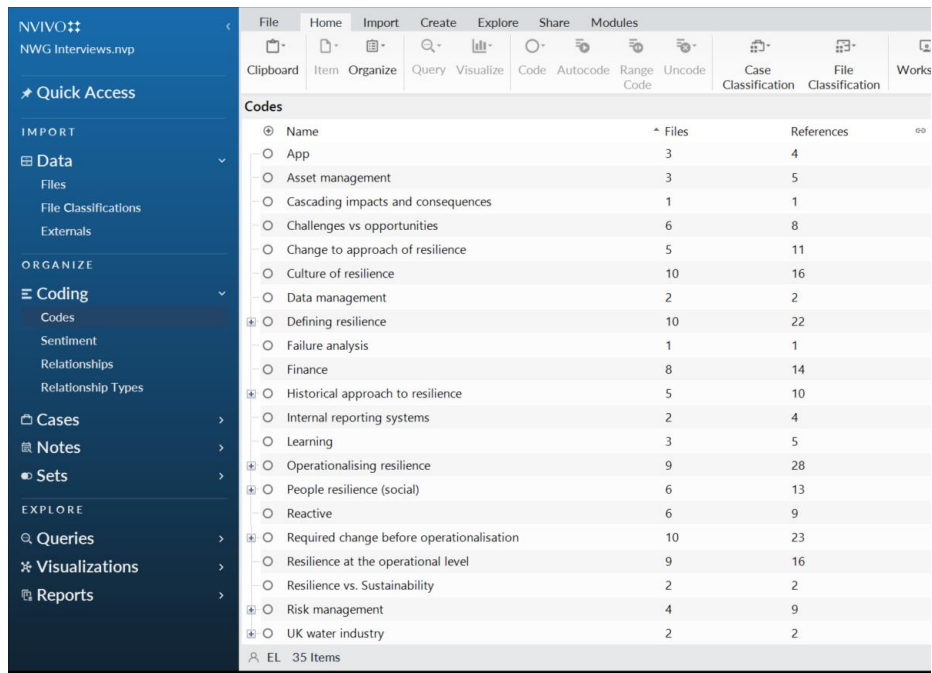 NVIVO
NWG Interviews.nvp
Quick Access
IMPORT
Data
Files
File Classifications
Externals
ORGANIZE
Coding
Codes
Sentiment
Relationships
Relationship Types
Cases
Notes
Sets
EXPLORE
Queries
Visualizations
Reports
File Home Import Create Explore Share Modules
Clipboard Item Organize Query Visualize Code Autocode Range Code Uncode Case Classification File Classification Works
Codes
Name Files References
App 3 4
Asset management 3 5
Cascading impacts and consequences 1 1
Challenges vs opportunities 6 8
Change to approach of resilience 5 11
Culture of resilience 10 16
Data management 2 2
Defining resilience 10 22
Failure analysis 1 1
Finance 8 14
Historical approach to resilience 5 10
Internal reporting systems 2 4
Learning 3 5
Operationalising resilience 9 28
People resilience (social) 6 13
Reactive 6 9
Required change before operationalisation 10 23
Resilience at the operational level 9 16
Resilience vs. Sustainability 2 2
Risk management 4 9
UK water industry 2 2
EL 35 Items